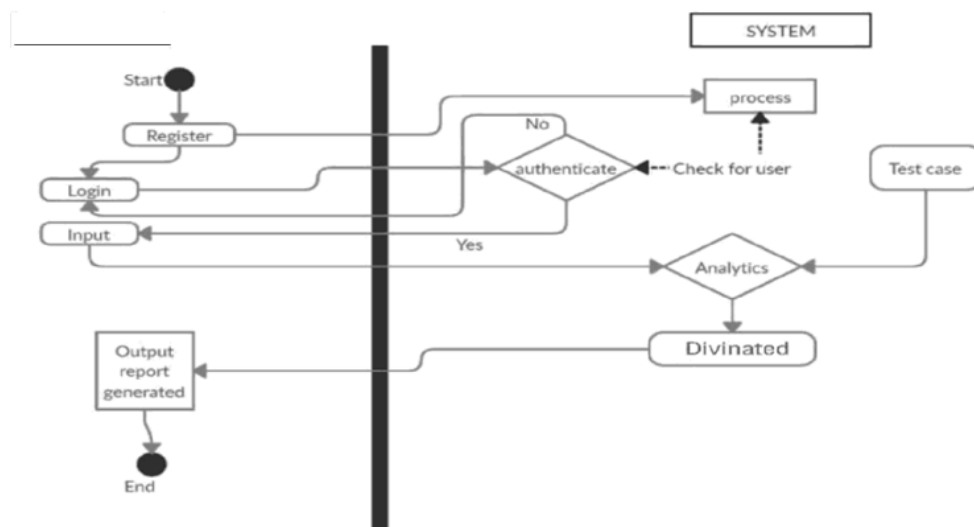 SYSTEM
Start
process
No
Register
authenticate
Check for user
Test case
Login
Input
Yes
Analytics
Divinated
Output
report
generated
End